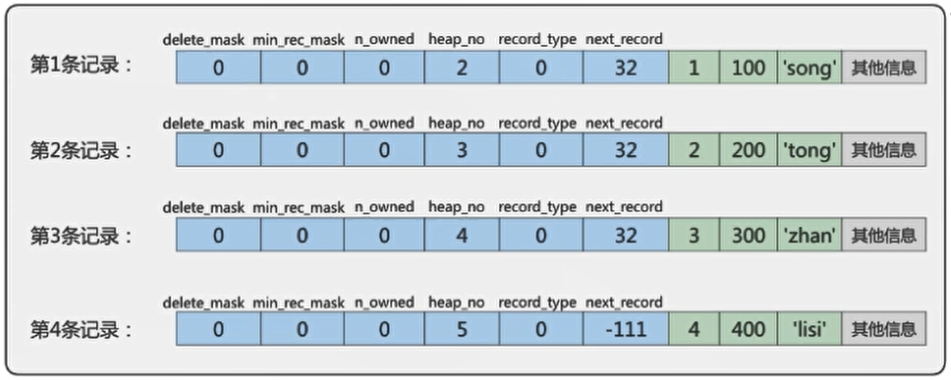 delete_mask min_rec_mask n_owned heap_no record_type next_record
第1条记录： 0 0 0 2 0 32 1 100 'song' 其他信息
delete_mask min_rec_mask n_owned heap_no record_type next_record
第2条记录： 0 0 0 3 0 32 2 200 'tong' 其他信息
delete_mask min_rec_mask n_owned heap_no record_type next_record
第3条记录： 0 0 0 4 0 32 3 300 'zhan' 其他信息
delete_mask min_rec_mask n_owned heap_no record_type next_record
第4条记录： 0 0 0 5 0 -111 4 400 'lisi' 其他信息